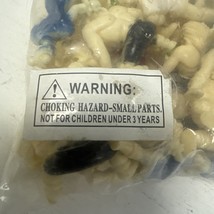 WARNING:
CHOKING HAZARD-SMALL PARTS.
NOT FOR CHILDREN UNDER 3 YEARS